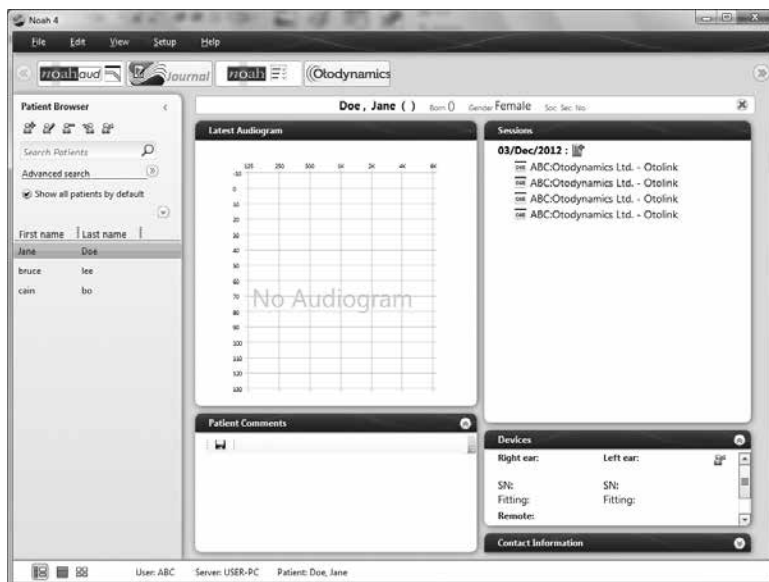 Noah 4
File Edit View Setup Help
noahaud Journal noah Otodynamics
Patient Browser
Search Patients
Advanced search
Show all patients by default
First name Last name
Jane Doe
bruce lee
cain bo
Doe , Jane ( ) Born () Gender Female Soc. Sec. No.
Latest Audiogram
125 250 500 1K 2K 4K 8K
-10
0
10
20
30
40
50
60
70
80
90
100
110
120
130
No Audiogram
Patient Comments
Sessions
03/Dec/2012 :
ABC:Otodynamics Ltd. - Otolink
ABC:Otodynamics Ltd. - Otolink
ABC:Otodynamics Ltd. - Otolink
ABC:Otodynamics Ltd. - Otolink
Devices
Right ear: Left ear:
SN: SN:
Fitting: Fitting:
Remote:
Contact Information
User: ABC Server: USER-PC Patient: Doe, Jane